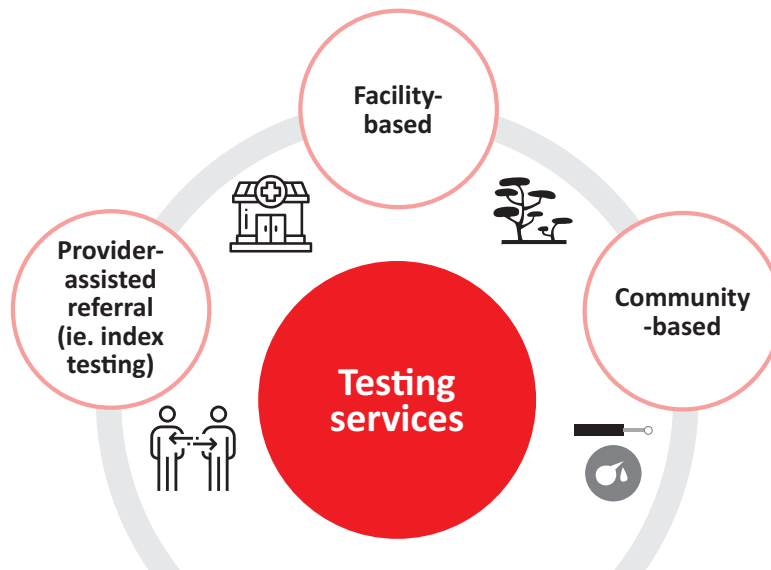 Facility-
based
Provider-
assisted
referral
(ie. index
testing)
Community
-based
Testing
services